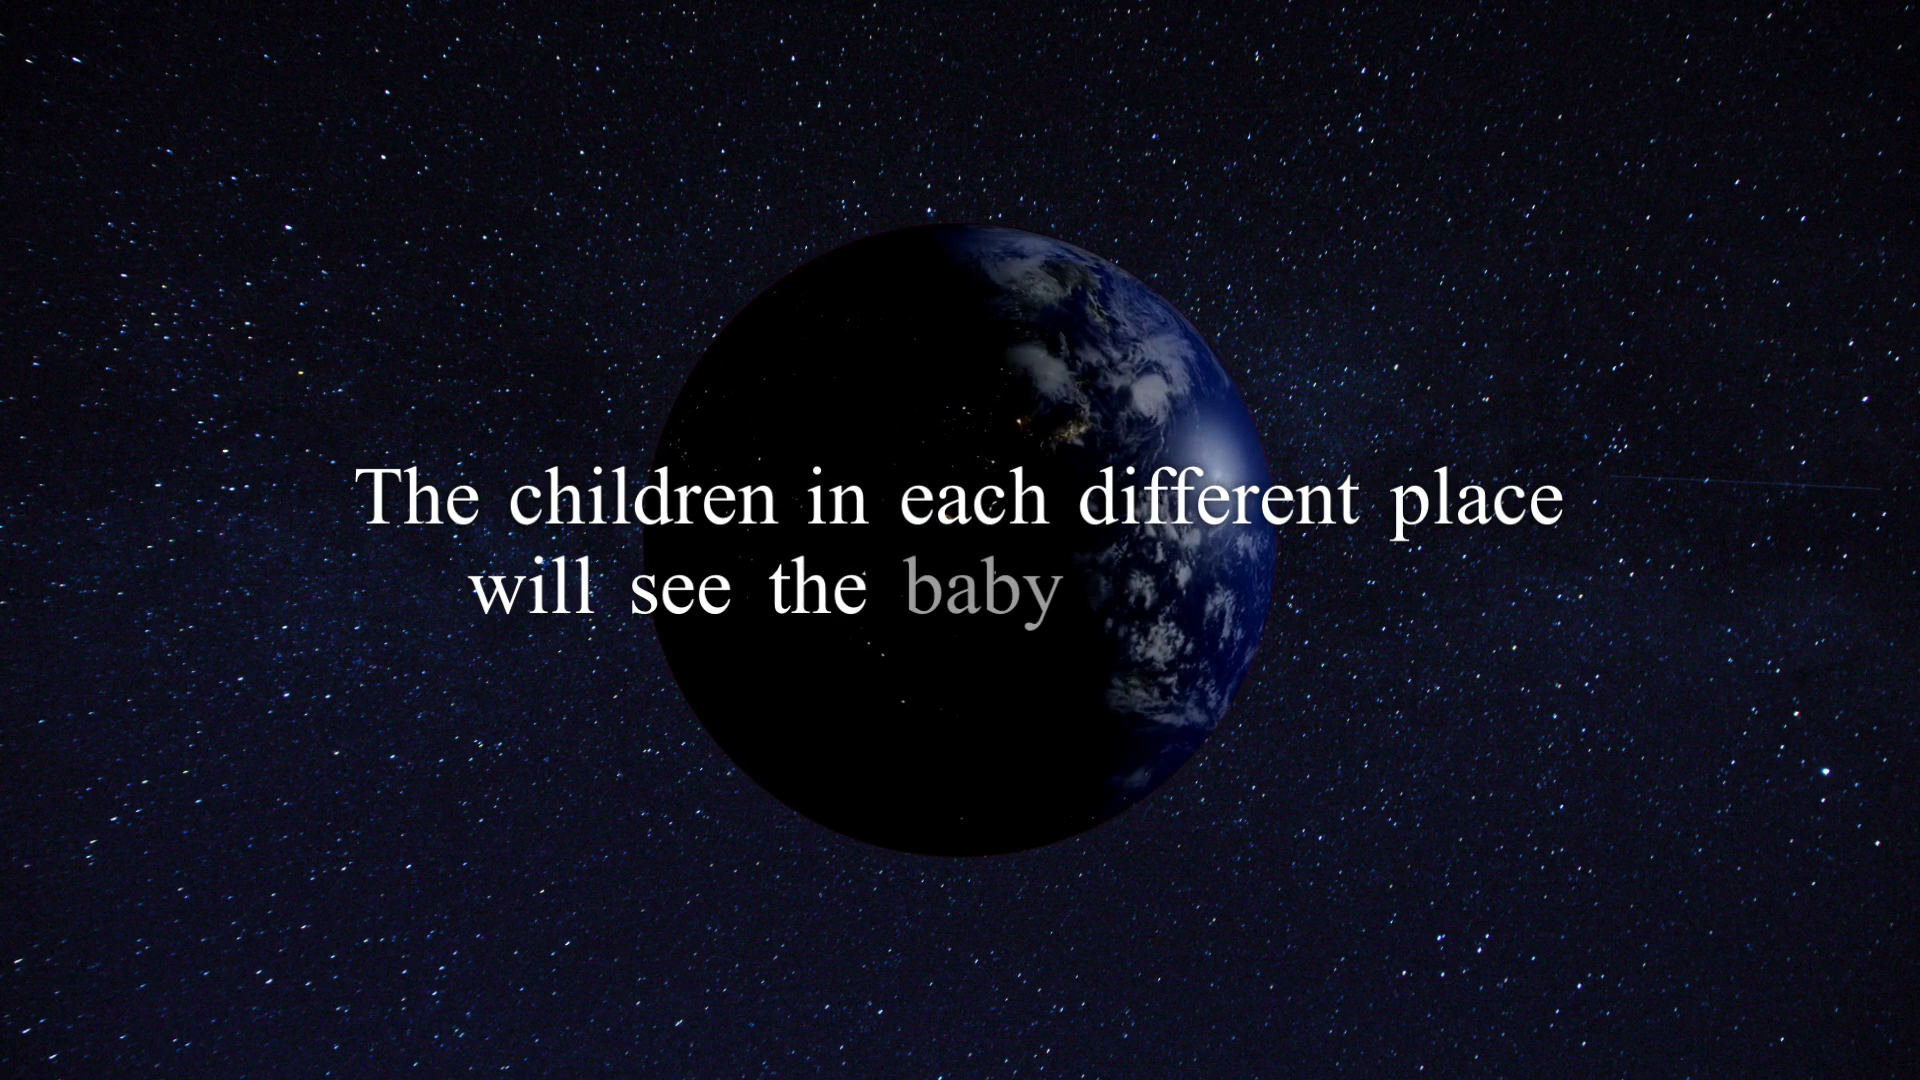 The children in each different place
will see the baby